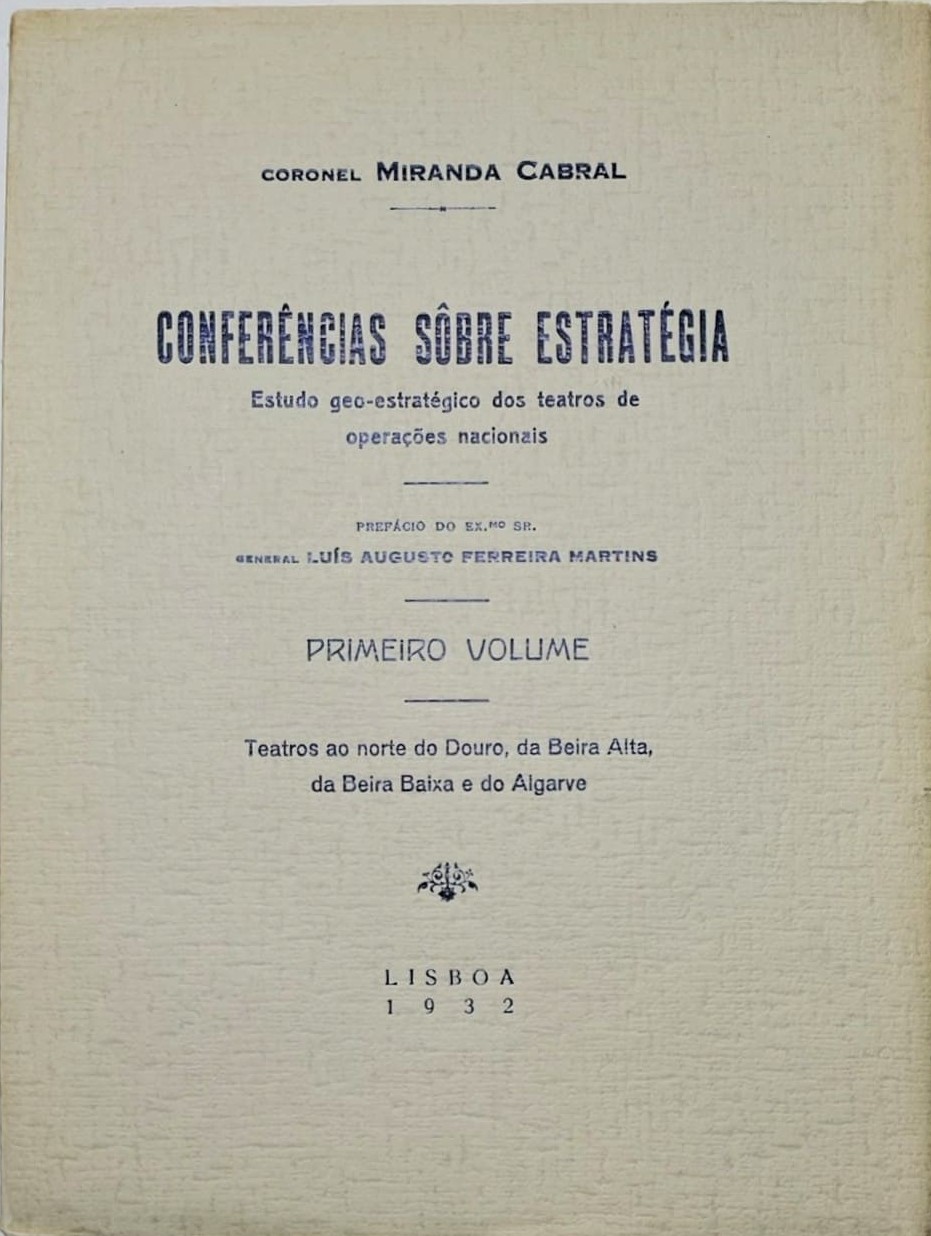 CORONEL MIRANDA CABRAL
CONFERÊNCIAS SÔBRE ESTRATÉGIA
Estudo geo-estratégico dos teatros de
operações nacionais
PREFÁCIO DO EX.MO SR.
GENERAL LUÍS AUGUSTO FERREIRA MARTINS
PRIMEIRO VOLUME
Teatros ao norte do Douro, da Beira Alta,
da Beira Baixa e do Algarve
LISBOA
1932